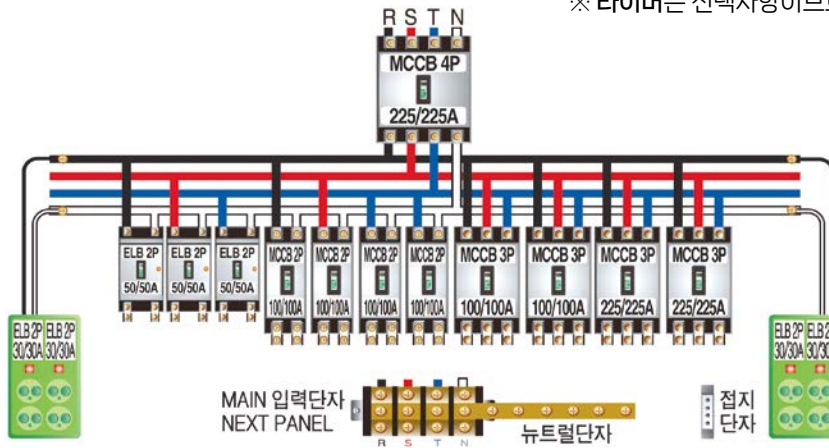 ※ 타이머는 선택사항이므로
R S T N
MCCB 4P
225/225A
ELB 2P
50/50A
ELB 2P
50/50A
ELB 2P
50/50A
MCCB 2P
100/100A
MCCB 2P
100/100A
MCCB 2P
100/100A
MCCB 2P
100/100A
MCCB 3P
100/100A
MCCB 3P
100/100A
MCCB 3P
225/225A
MCCB 3P
225/225A
ELB 2P
30/30A
ELB 2P
30/30A
ELB 2P
30/30A
MAIN 입력단자
NEXT PANEL
R S T N
뉴트럴단자
접지
단자